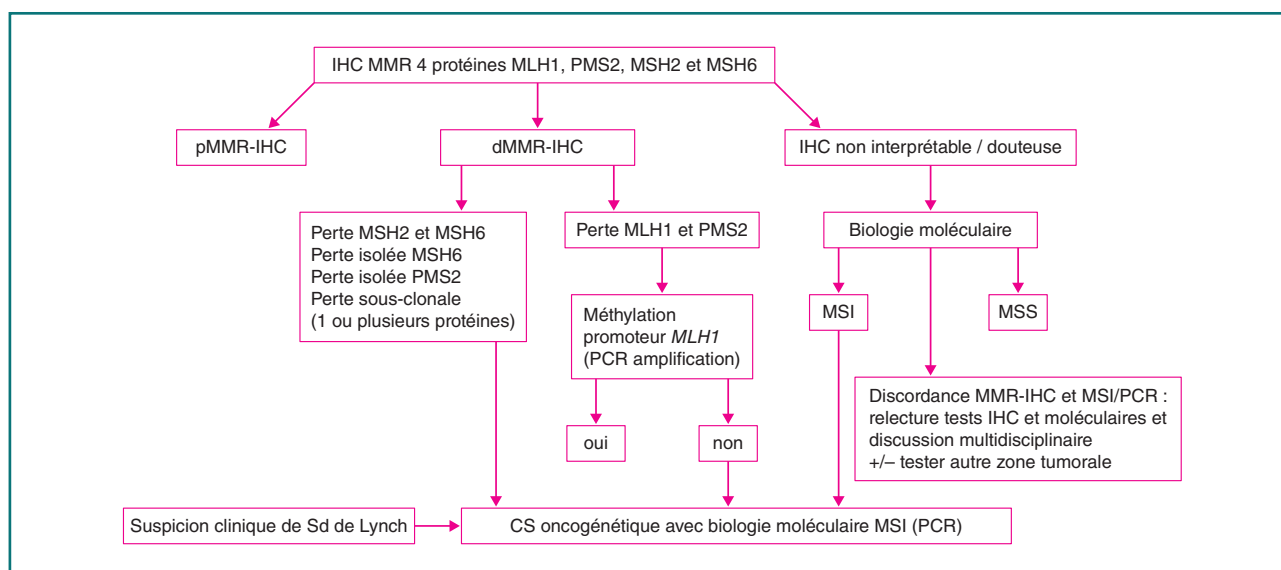 IHC MMR 4 protéines MLH1, PMS2, MSH2 et MSH6
pMMR-IHC
dMMR-IHC
IHC non interprétable / douteuse
Perte MSH2 et MSH6
Perte isolée MSH6
Perte isolée PMS2
Perte sous-clonale
(1 ou plusieurs protéines)
Perte MLH1 et PMS2
Biologie moléculaire
Méthylation
promoteur MLH1
(PCR amplification)
MSI
MSS
oui
non
Discordance MMR-IHC et MSI/PCR :
relecture tests IHC et moléculaires et
discussion multidisciplinaire
+/– tester autre zone tumorale
Suspicion clinique de Sd de Lynch
CS oncogénétique avec biologie moléculaire MSI (PCR)